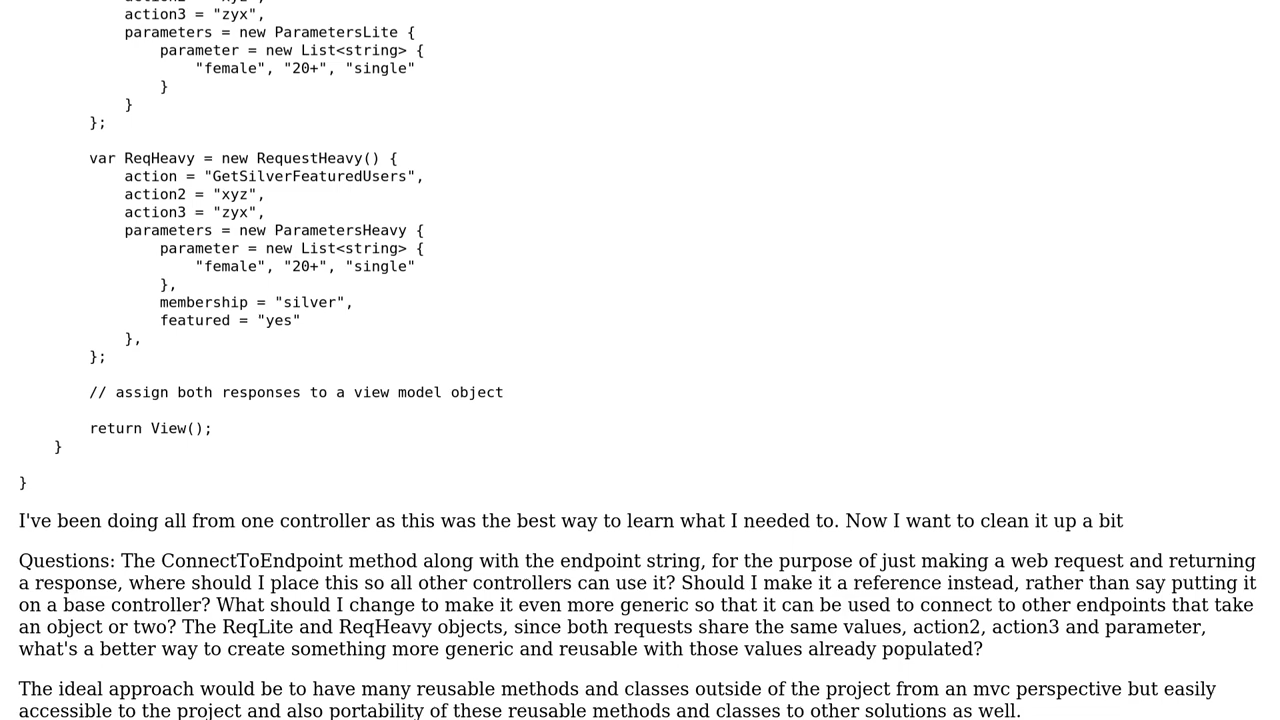 action3 = "zyx",
parameters = new ParametersLite {
parameter = new List<string> {
"female", "20+", "single"
}
}
};
var ReqHeavy = new RequestHeavy() {
action = "GetSilverFeaturedUsers",
action2 = "xyz",
action3 = "zyx",
parameters = new ParametersHeavy {
parameter = new List<string> {
"female", "20+", "single"
},
membership = "silver",
featured = "yes"
},
};
// assign both responses to a view model object
return View();
}
}
I've been doing all from one controller as this was the best way to learn what I needed to. Now I want to clean it up a bit
Questions: The ConnectToEndpoint method along with the endpoint string, for the purpose of just making a web request and returning
a response, where should I place this so all other controllers can use it? Should I make it a reference instead, rather than say putting it
on a base controller? What should I change to make it even more generic so that it can be used to connect to other endpoints that take
an object or two? The ReqLite and ReqHeavy objects, since both requests share the same values, action2, action3 and parameter,
what's a better way to create something more generic and reusable with those values already populated?
The ideal approach would be to have many reusable methods and classes outside of the project from an mvc perspective but easily
accessible to the project and also portability of these reusable methods and classes to other solutions as well.